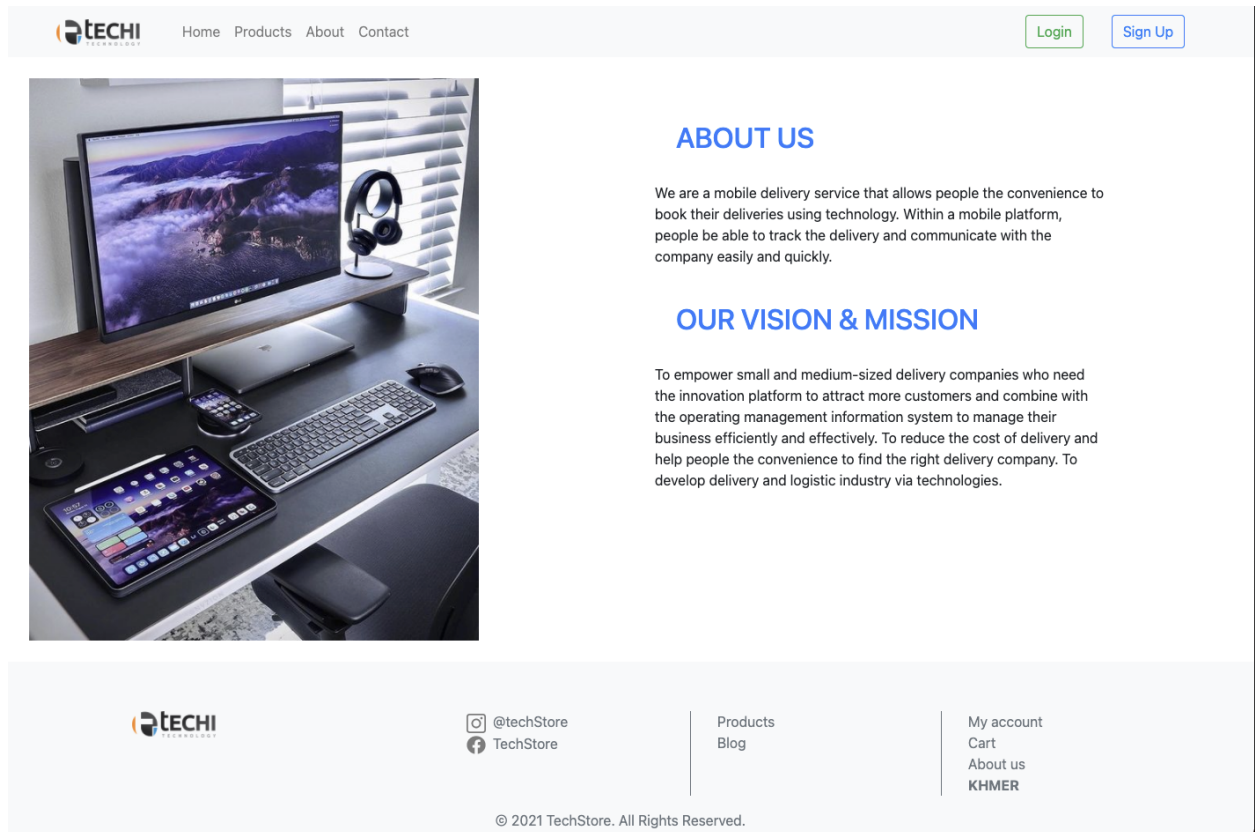 techi
TECHNOLOGY
Home Products About Contact
Login
Sign Up
10:57
ABOUT US
We are a mobile delivery service that allows people the convenience to
book their deliveries using technology. Within a mobile platform,
people be able to track the delivery and communicate with the
company easily and quickly.
OUR VISION & MISSION
To empower small and medium-sized delivery companies who need
the innovation platform to attract more customers and combine with
the operating management information system to manage their
business efficiently and effectively. To reduce the cost of delivery and
help people the convenience to find the right delivery company. To
develop delivery and logistic industry via technologies.
techi
TECHNOLOGY
@techStore
TechStore
Products
Blog
My account
Cart
About us
KHMER
© 2021 TechStore. All Rights Reserved.